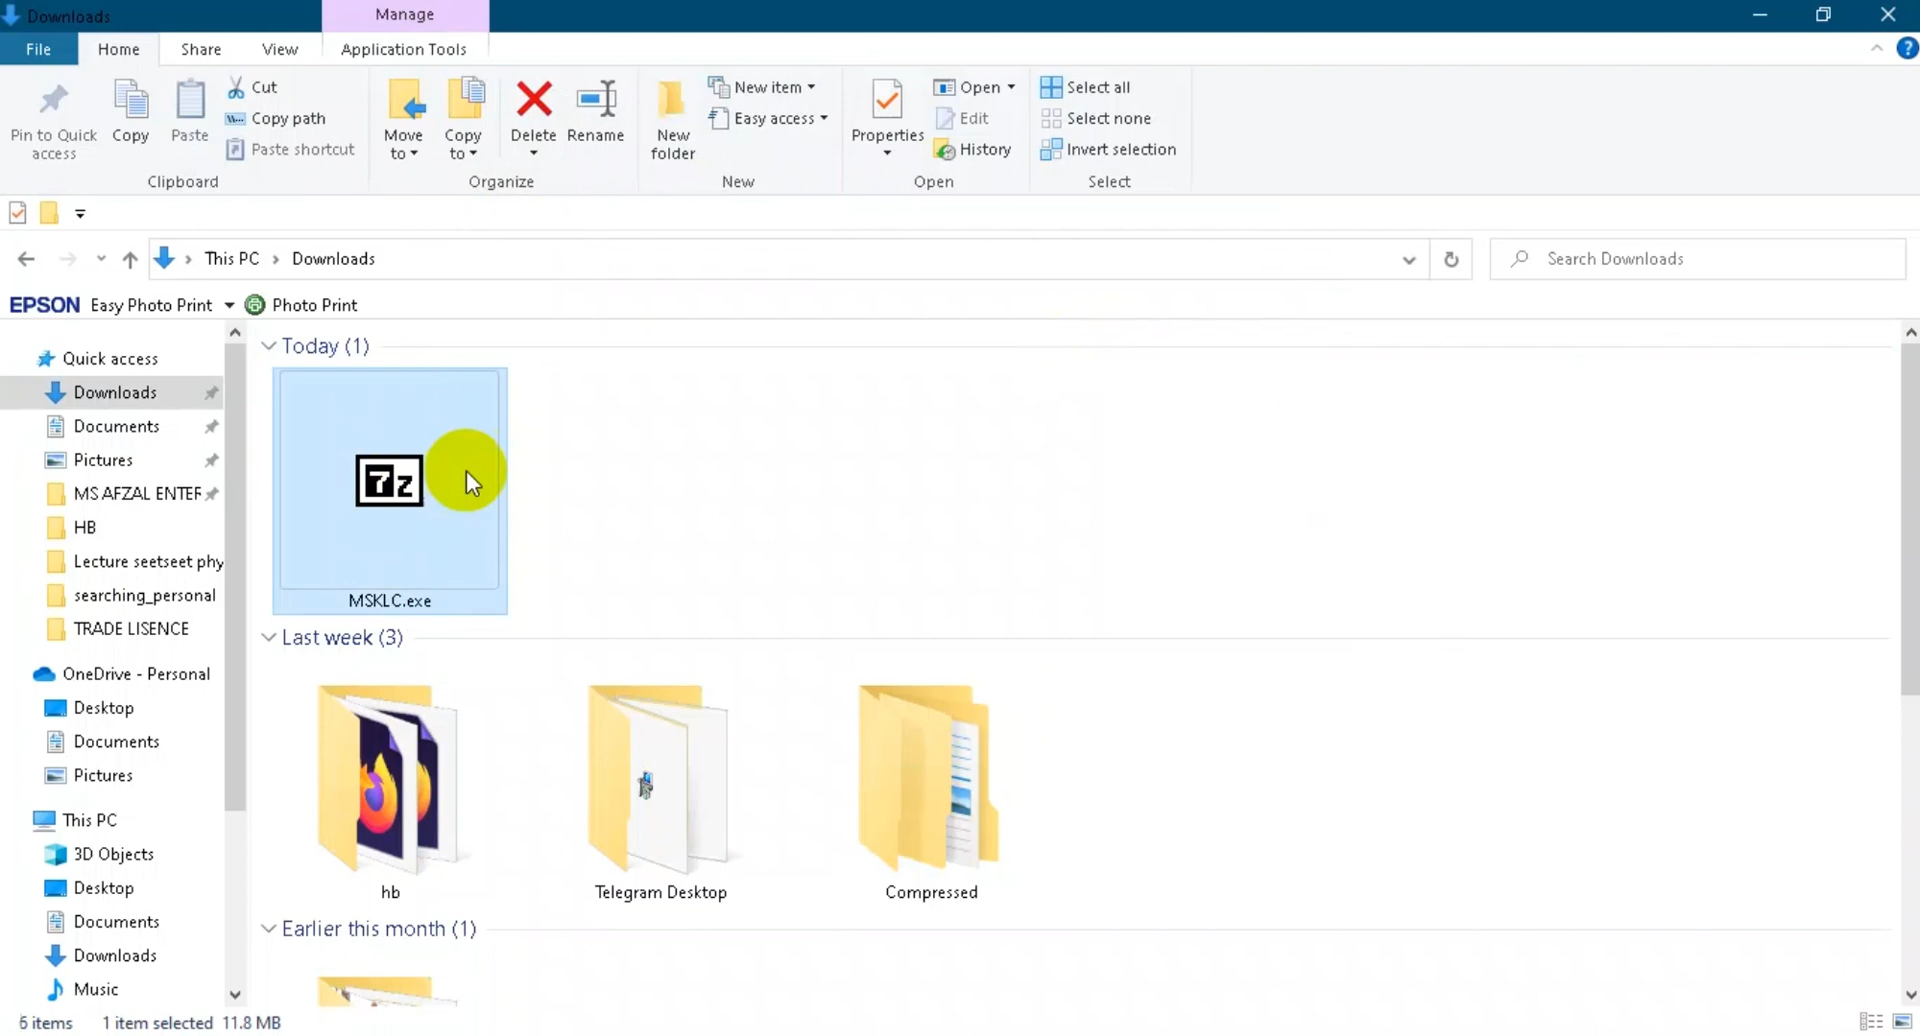 Downloads
Manage
File
Home
Share
View
Application Tools
Pin to Quick access
Copy
Paste
Cut
Copy path
Paste shortcut
Clipboard
Move to
Copy to
Delete
Rename
Organize
New folder
New item
Easy access
New
Properties
Open
Edit
History
Open
Select all
Select none
Invert selection
Select
This PC
Downloads
Search Downloads
EPSON Easy Photo Print
Photo Print
Quick access
Downloads
Documents
Pictures
MS AFZAL ENTER
HB
Lecture seetseet phy
searching_personal
TRADE LISENCE
OneDrive - Personal
Desktop
Documents
Pictures
This PC
3D Objects
Desktop
Documents
Downloads
Music
Today (1)
7z
MSKLC.exe
Last week (3)
hb
Telegram Desktop
Compressed
Earlier this month (1)
6 items
1 item selected 11.8 MB